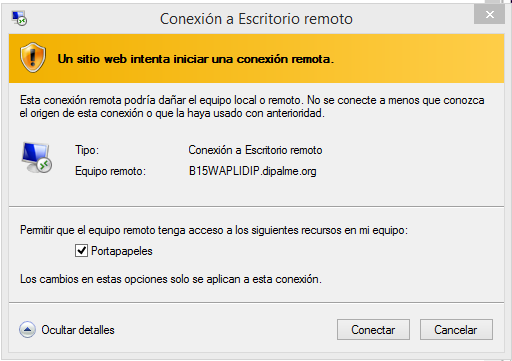 Conexión a Escritorio remoto
Un sitio web intenta iniciar una conexión remota.
Esta conexión remota podría dañar el equipo local o remoto. No se conecte a menos que conozca
el origen de esta conexión o que la haya usado con anterioridad.
Tipo: Conexión a Escritorio remoto
Equipo remoto: B15WAPLIDIP.dipalme.org
Permitir que el equipo remoto tenga acceso a los siguientes recursos en mi equipo:
Portapapeles
Los cambios en estas opciones solo se aplican a esta conexión.
Ocultar detalles Conectar Cancelar